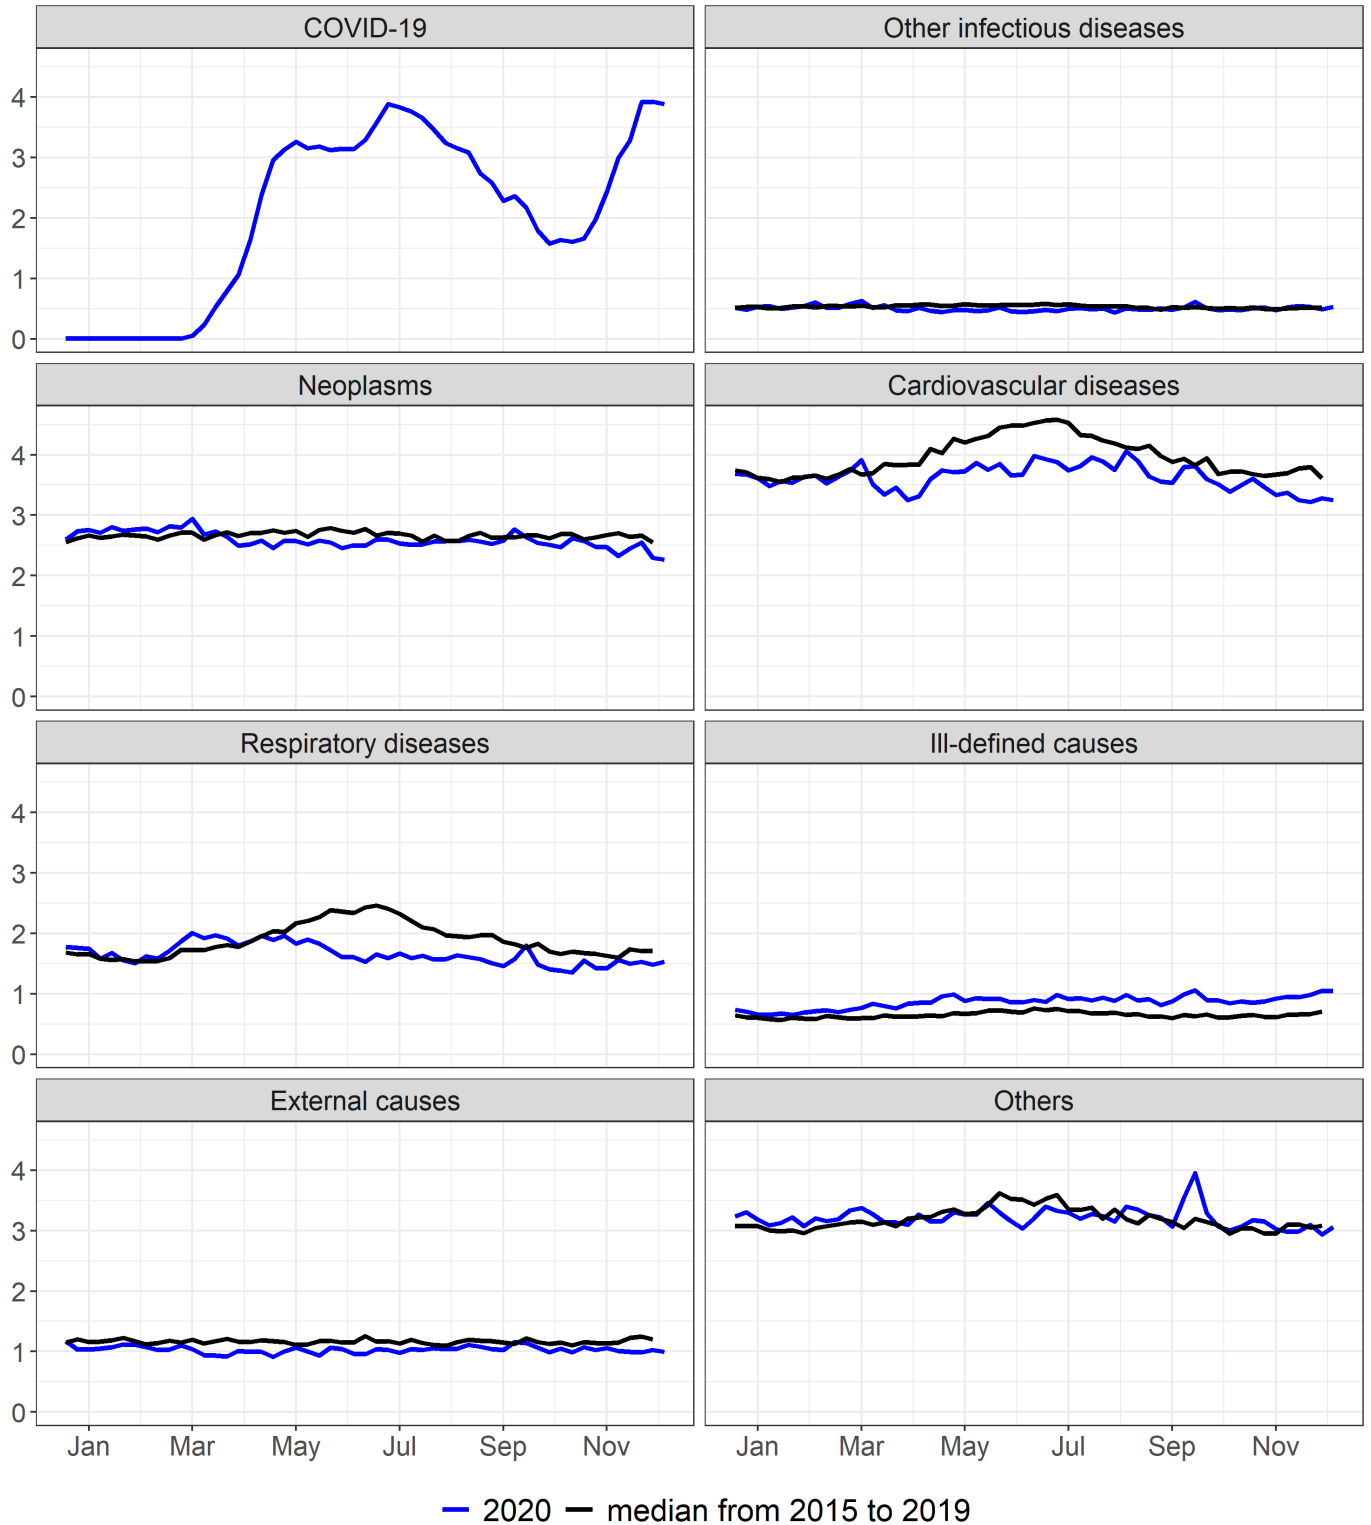 COVID-19
Other infectious diseases
4
3
2
1
0
Neoplasms
Cardiovascular diseases
4
3
2
1
0
Respiratory diseases
Ill-defined causes
4
3
2
1
0
External causes
Others
4
3
2
1
0
Jan Mar May Jul Sep Nov
Jan Mar May Jul Sep Nov
2020 median from 2015 to 2019